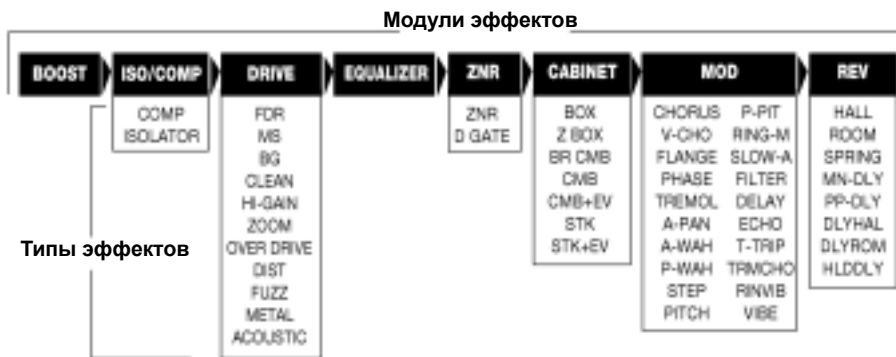 Модули эффектов
BOOST ISO/COMP DRIVE EQUALIZER ZNR CABINET MOD REV
COMP
ISOLATOR
FDR
MS
BG
CLEAN
HI-GAIN
ZOOM
OVER DRIVE
DIST
FUZZ
METAL
ACOUSTIC
ZNR
D GATE
BOX
Z BOX
BR CMB
CMB
CMB+EV
STK
STK+EV
CHORUS P-PIT
V-CHO RING-M
FLANGE SLOW-A
PHASE FILTER
TREMOL DELAY
A-PAN ECHO
A-WAH T-TRIP
P-WAH TRMCHO
STEP RINVIB
PITCH VIBE
HALL
ROOM
SPRING
MN-DLY
PP-DLY
DLYHAL
DLYROM
HLDDLY
Типы эффектов